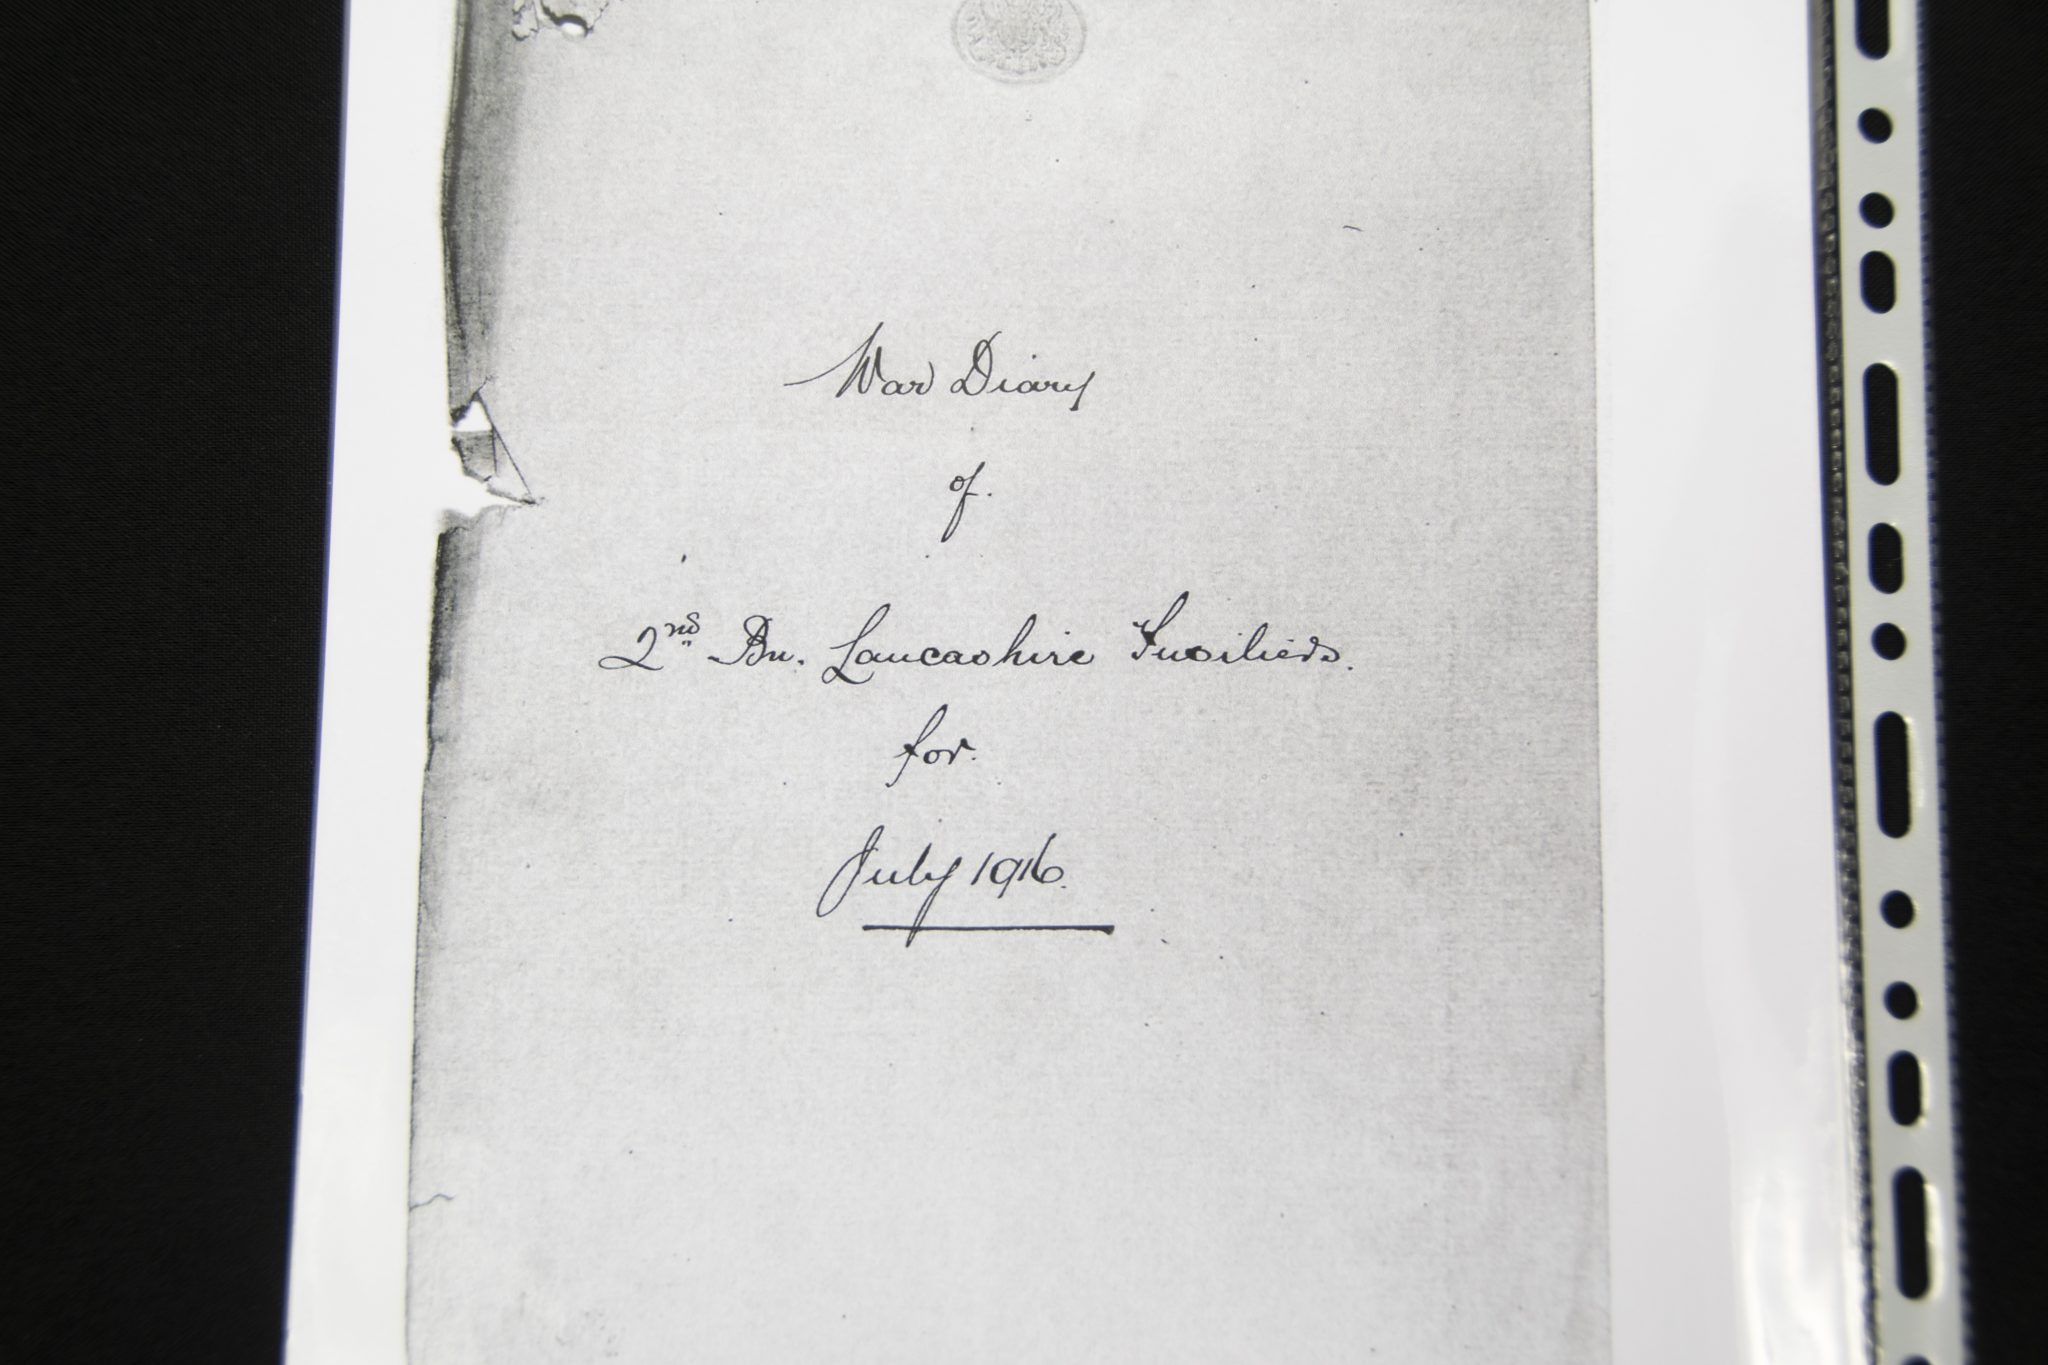 War Diary
of.
2nd Bn. Lancashire Fusiliers.
for.
July 1916.